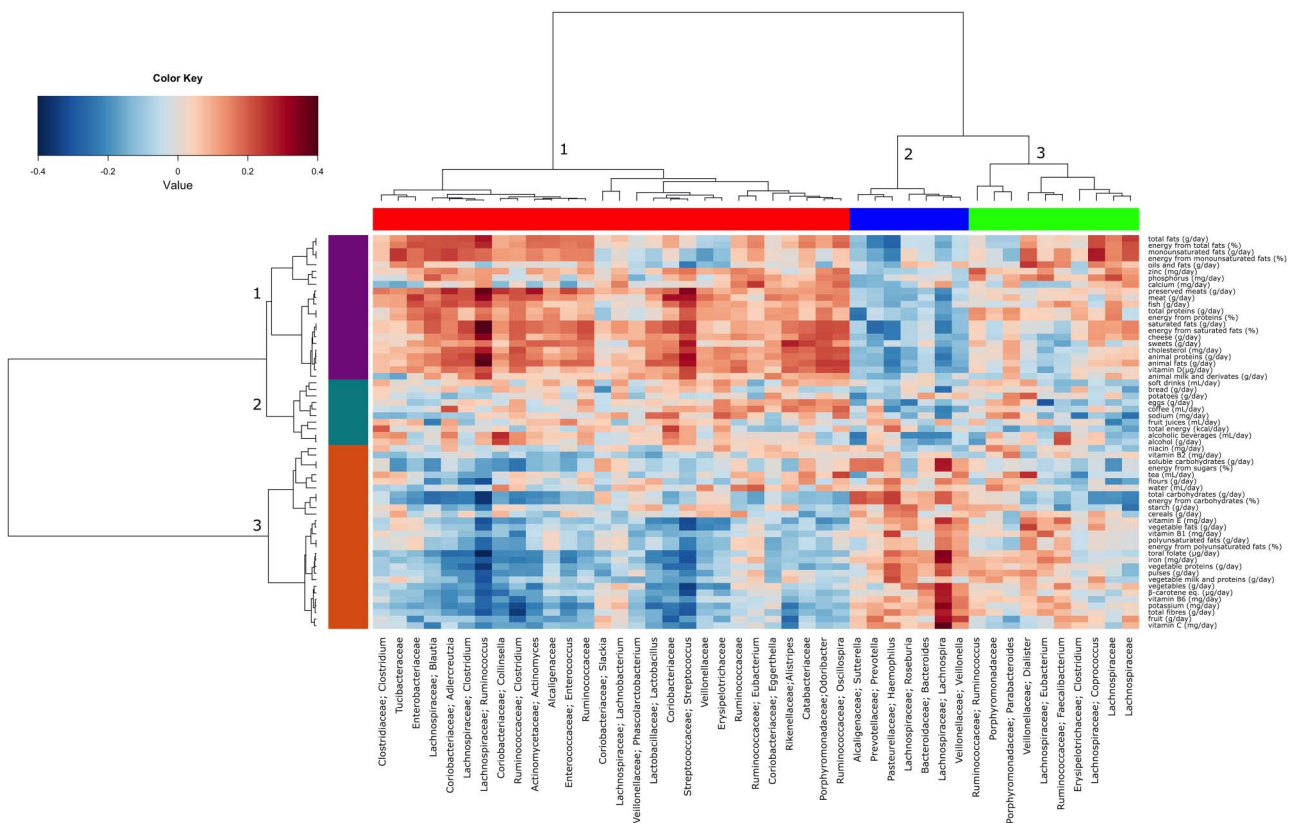 Color Key
-0.4 -0.2 0 0.2 0.4
Value
1
2
3
1
2
3
total fats (g/day)
energy from total fats (%)
monounsaturated fats (g/day)
energy from monounsaturated fats (%)
oils and fats (g/day)
zinc (mg/day)
phosphorus (mg/day)
calcium (mg/day)
preserved meats (g/day)
meat (g/day)
fish (g/day)
total proteins (g/day)
energy from proteins (%)
saturated fats (g/day)
energy from saturated fats (%)
cheese (g/day)
sweets (g/day)
cholesterol (mg/day)
animal proteins (g/day)
animal fats (g/day)
vitamin D(µg/day)
animal milk and derivates (g/day)
soft drinks (mL/day)
bread (g/day)
potatoes (g/day)
eggs (g/day)
coffee (mL/day)
sodium (mg/day)
fruit juices (mL/day)
total energy (kcal/day)
alcoholic beverages (mL/day)
alcohol (g/day)
niacin (mg/day)
vitamin B2 (mg/day)
soluble carbohydrates (g/day)
energy from sugars (%)
tea (mL/day)
flours (g/day)
water (mL/day)
total carbohydrates (g/day)
energy from carbohydrates (%)
starch (g/day)
cereals (g/day)
vitamin E (mg/day)
vegetable fats (g/day)
vitamin B1 (mg/day)
polyunsaturated fats (g/day)
energy from polyunsaturated fats (%)
total folate (µg/day)
iron (mg/day)
vegetable proteins (g/day)
pulses (g/day)
vegetable milk and proteins (g/day)
vegetables (g/day)
β-carotene eq. (µg/day)
vitamin B6 (mg/day)
potassium (mg/day)
total fibres (g/day)
fruit (g/day)
vitamin C (mg/day)
Clostridiaceae; Clostridium
Tucibacteraceae
Enterobacteriaceae
Lachnospiraceae; Blautia
Coriobacteriaceae; Adlercreutzia
Lachnospiraceae; Clostridium
Lachnospiraceae; Ruminococcus
Coriobacteriaceae; Collinsella
Ruminococcaceae; Clostridium
Actinomycetaceae; Actinomyces
Alcaligenaceae
Enterococcaceae; Enterococcus
Ruminococcaceae
Coriobacteriaceae; Slackia
Lachnospiraceae; Lachnobacterium
Veillonellaceae; Phascolarctobacterium
Lactobacillaceae; Lactobacillus
Coriobacteriaceae
Streptococcaceae; Streptococcus
Veillonellaceae
Erysipelotrichaceae
Ruminococcaceae
Ruminococcaceae; Eubacterium
Coriobacteriaceae; Eggerthella
Rikenellaceae;Alistripes
Catabacteriaceae
Porphyromonadaceae;Odoribacter
Ruminococcaceae; Oscillospira
Alcaligenaceae; Sutterella
Prevotellaceae; Prevotella
Pasteurellaceae; Haemophilus
Lachnospiraceae; Roseburia
Bacteroidaceae; Bacteroides
Lachnospiraceae; Lachnospira
Veillonellaceae; Veillonella
Ruminococcaceae; Ruminococcus
Porphyromonadaceae
Porphyromonadaceae; Parabacteroides
Veillonellaceae; Dialister
Lachnospiraceae; Eubacterium
Ruminococcaceae; Faecalibacterium
Erysipelotrichaceae; Clostridium
Lachnospiraceae; Coprococcus
Lachnospiraceae
Lachnospiraceae